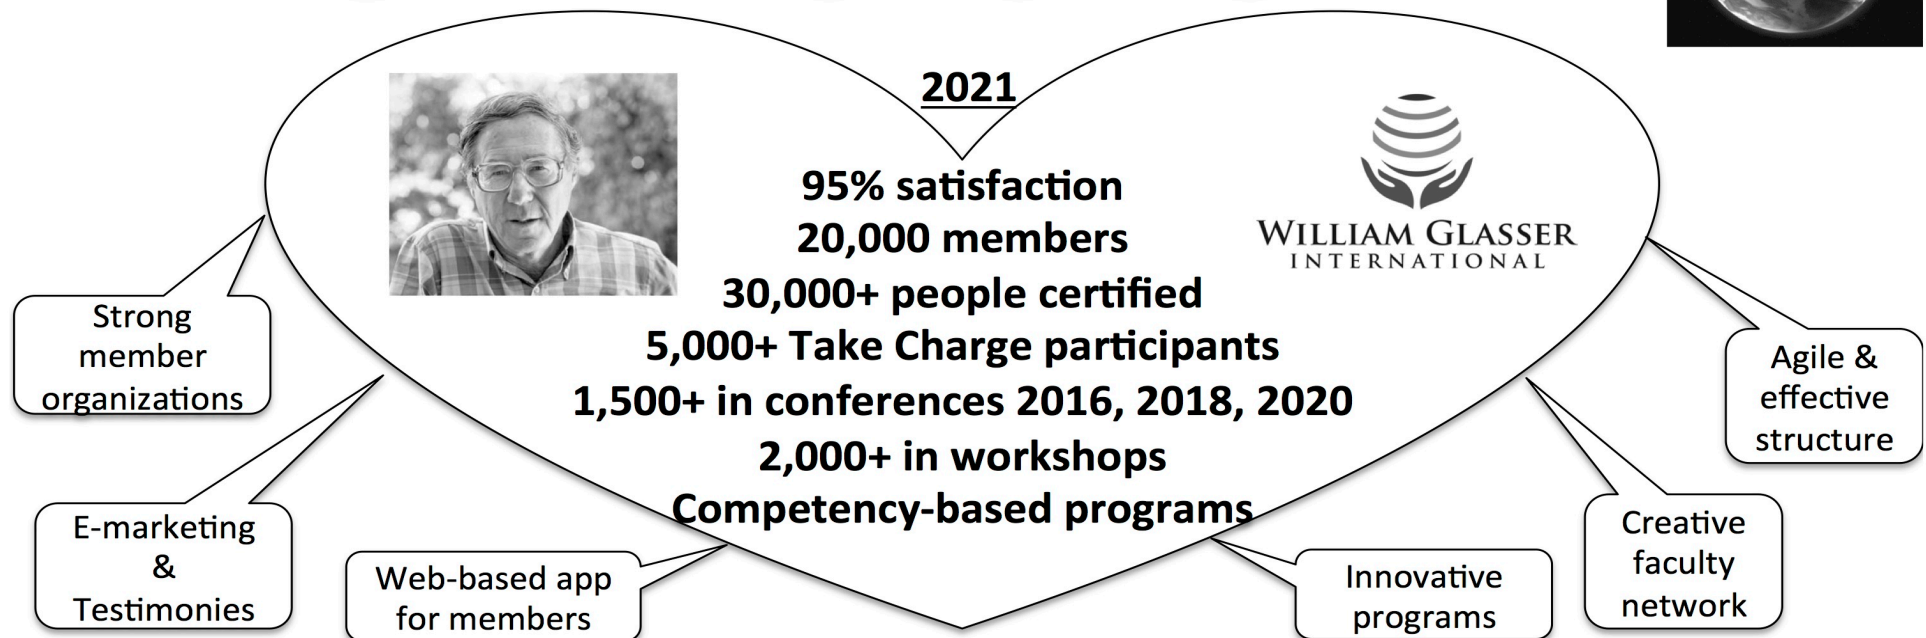 2021
95% satisfaction
20,000 members
30,000+ people certified
5,000+ Take Charge participants
1,500+ in conferences 2016, 2018, 2020
2,000+ in workshops
Competency-based programs
WILLIAM GLASSER
INTERNATIONAL
Strong
member
organizations
E-marketing
&
Testimonies
Web-based app
for members
Innovative
programs
Creative
faculty
network
Agile &
effective
structure